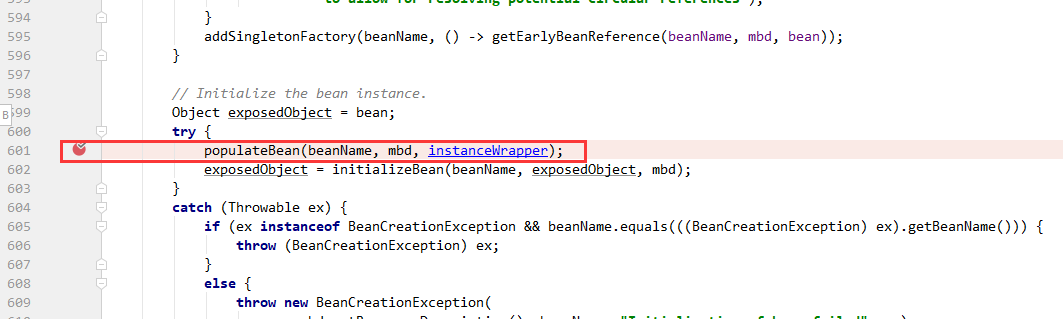 to allow for resolving potential circular references");
594 }
595 addSingletonFactory(beanName, () -> getEarlyBeanReference(beanName, mbd, bean));
596 }
597
598 // Initialize the bean instance.
B 599 Object exposedObject = bean;
600 try {
601 populateBean(beanName, mbd, instanceWrapper);
602 exposedObject = initializeBean(beanName, exposedObject, mbd);
603 }
604 catch (Throwable ex) {
605 if (ex instanceof BeanCreationException && beanName.equals(((BeanCreationException) ex).getBeanName())) {
606 throw (BeanCreationException) ex;
607 }
608 else {
609 throw new BeanCreationException(